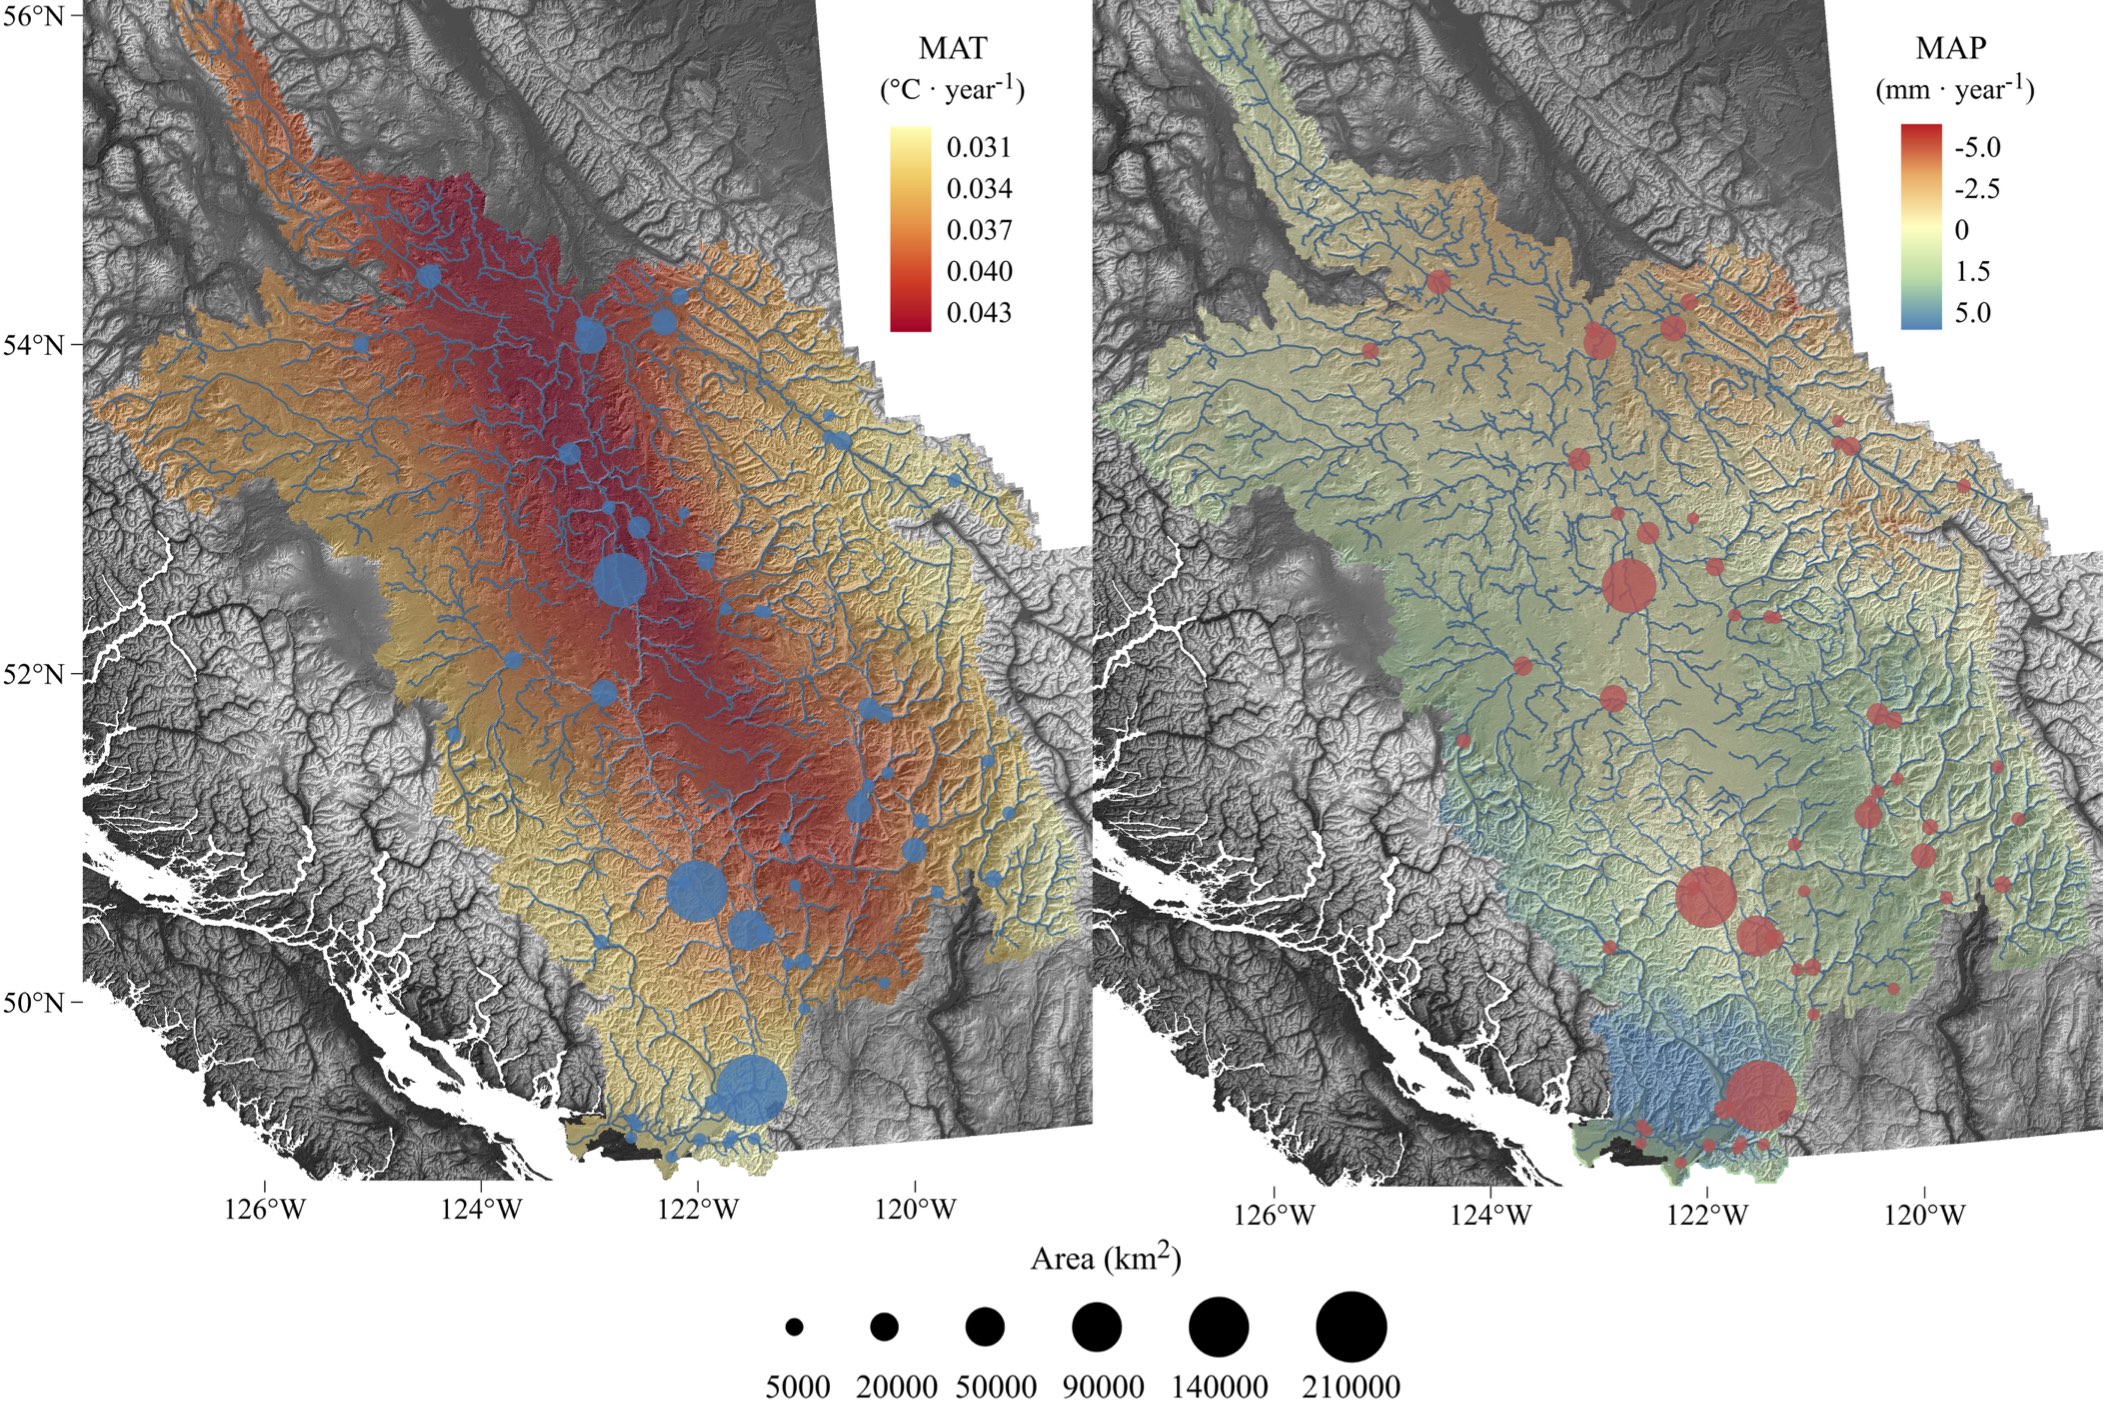 56°N
54°N
52°N
50°N
MAT
(°C · year⁻¹)
0.031
0.034
0.037
0.040
0.043
MAP
(mm · year⁻¹)
-5.0
-2.5
0
1.5
5.0
126°W 124°W 122°W 120°W
126°W 124°W 122°W 120°W
Area (km²)
5000 20000 50000 90000 140000 210000